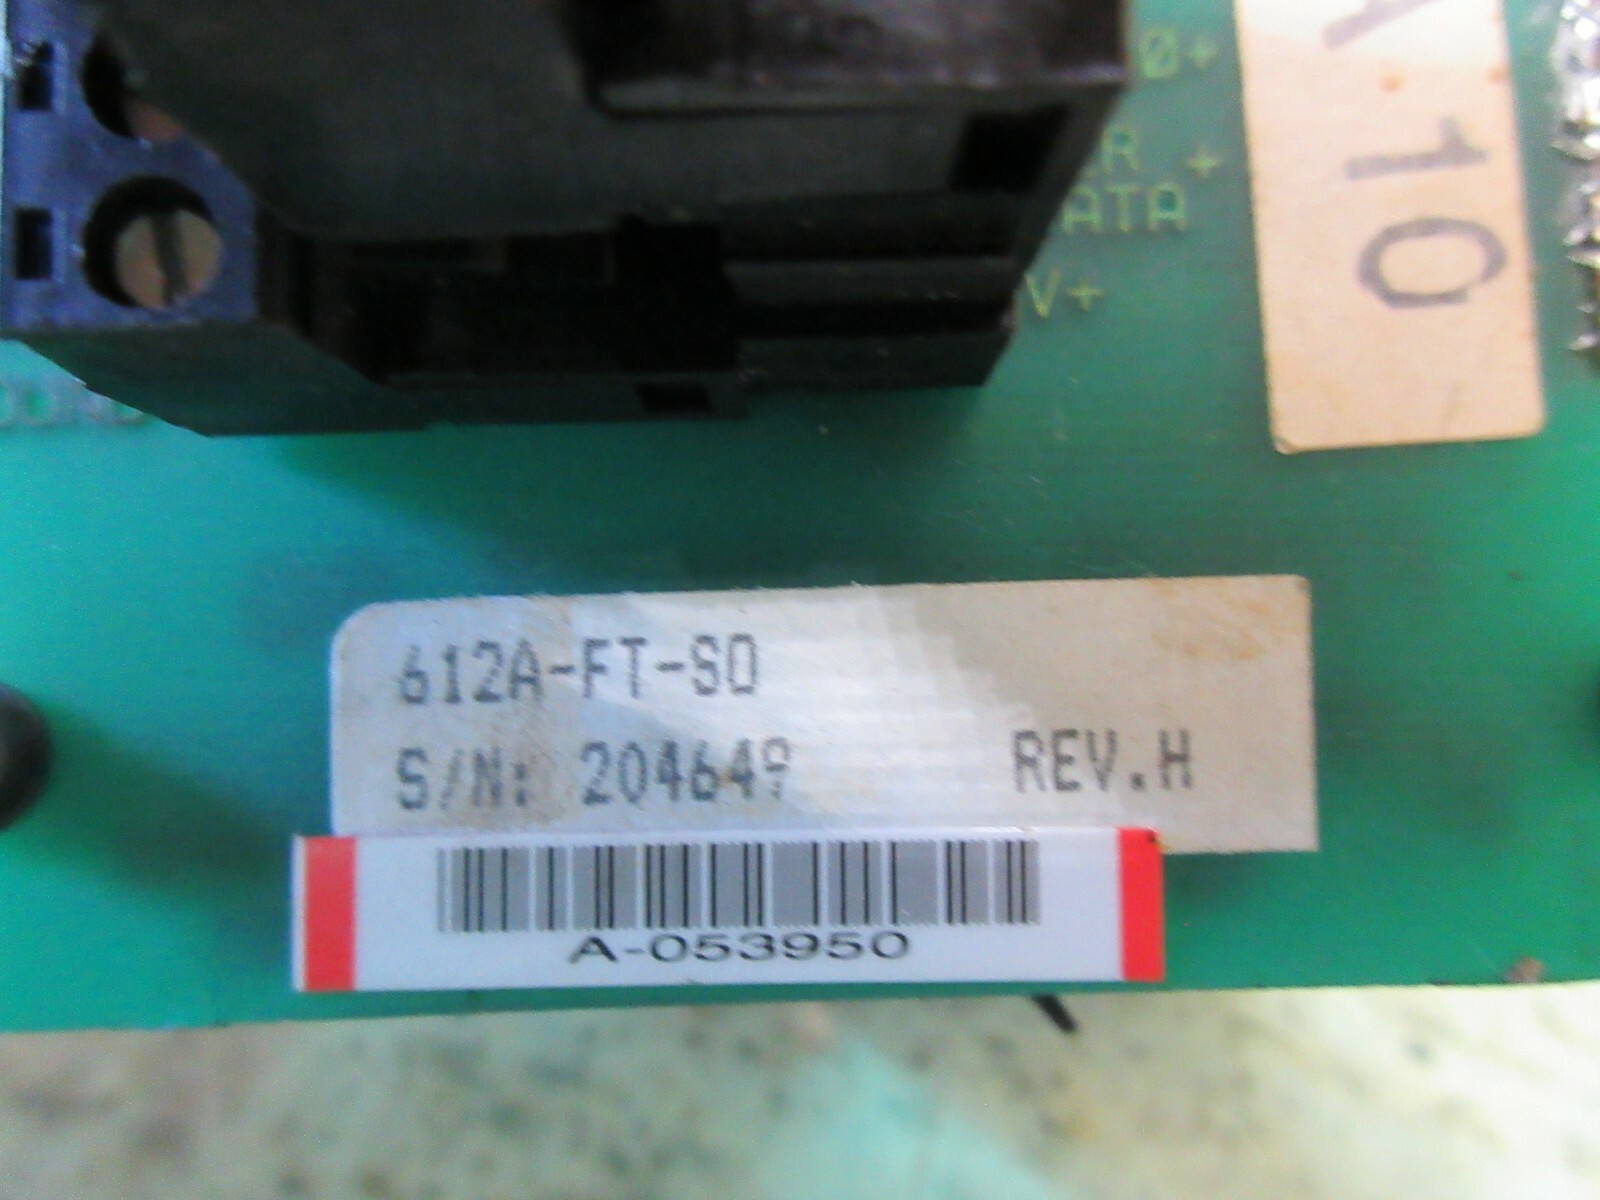 0+
+
ATA
V+
10
612A-FT-SO
S/N: 204649
REV.H
A-053950